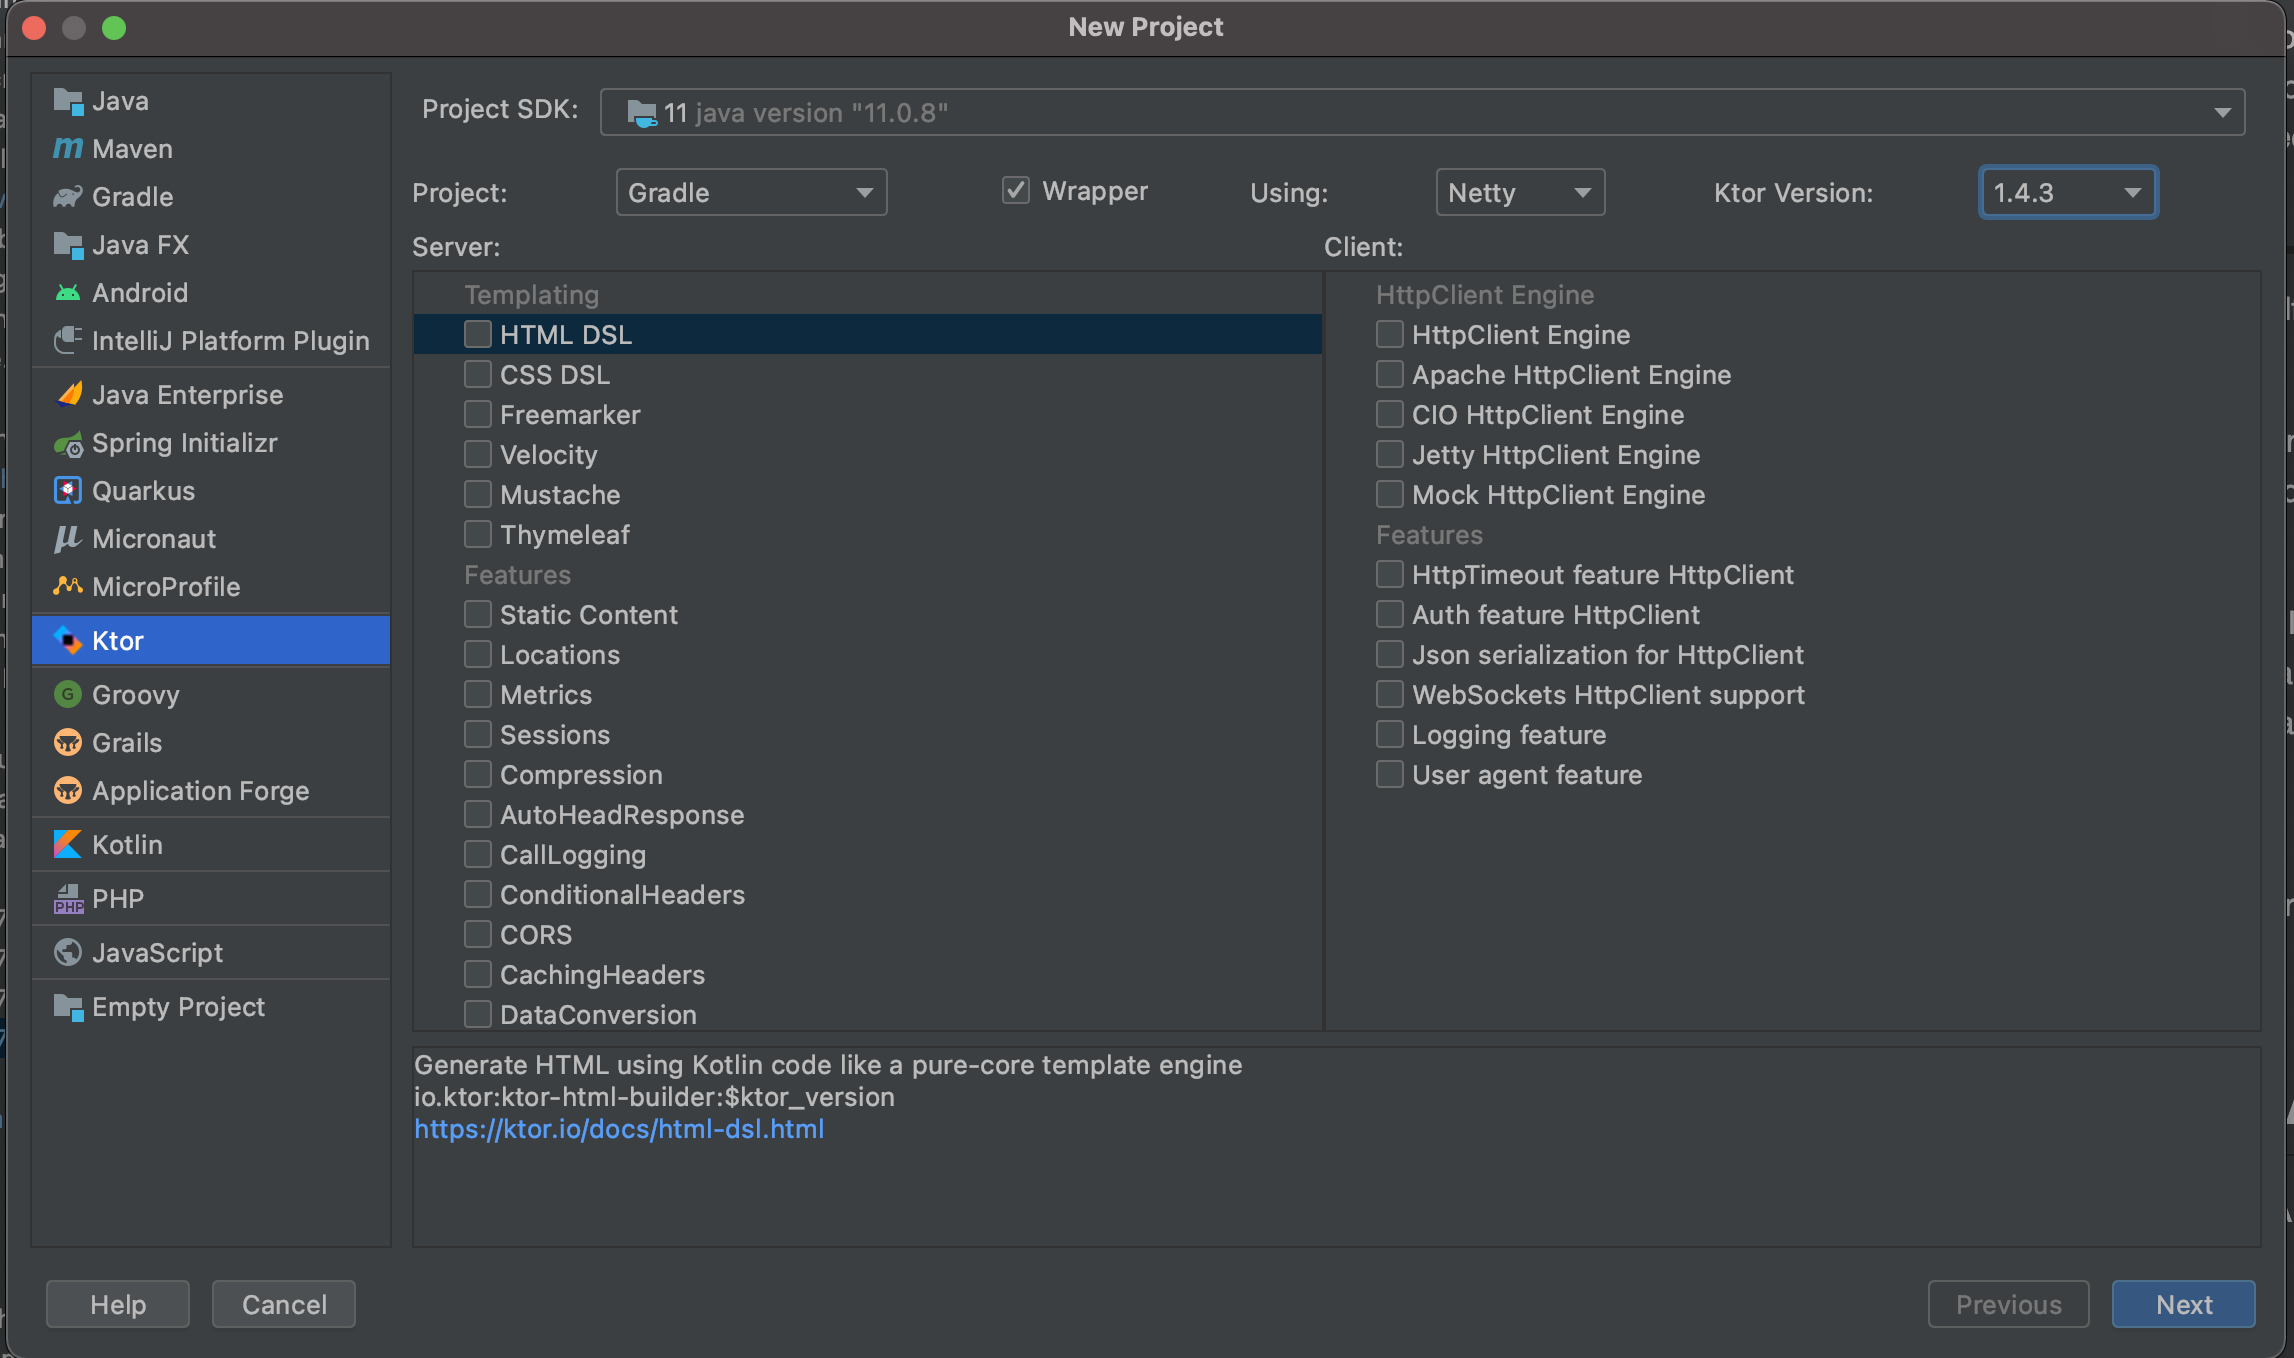 New Project
Java
Maven
Gradle
Java FX
Android
IntelliJ Platform Plugin
Java Enterprise
Spring Initializr
Quarkus
Micronaut
MicroProfile
Ktor
Groovy
Grails
Application Forge
Kotlin
PHP
JavaScript
Empty Project
Project SDK: 11 java version "11.0.8"
Project: Gradle Wrapper Using: Netty Ktor Version: 1.4.3
Server:
Templating
HTML DSL
CSS DSL
Freemarker
Velocity
Mustache
Thymeleaf
Features
Static Content
Locations
Metrics
Sessions
Compression
AutoHeadResponse
CallLogging
ConditionalHeaders
CORS
CachingHeaders
DataConversion
Client:
HttpClient Engine
HttpClient Engine
Apache HttpClient Engine
CIO HttpClient Engine
Jetty HttpClient Engine
Mock HttpClient Engine
Features
HttpTimeout feature HttpClient
Auth feature HttpClient
Json serialization for HttpClient
WebSockets HttpClient support
Logging feature
User agent feature
Generate HTML using Kotlin code like a pure-core template engine
io.ktor:ktor-html-builder:$ktor_version
https://ktor.io/docs/html-dsl.html
Help Cancel Previous Next